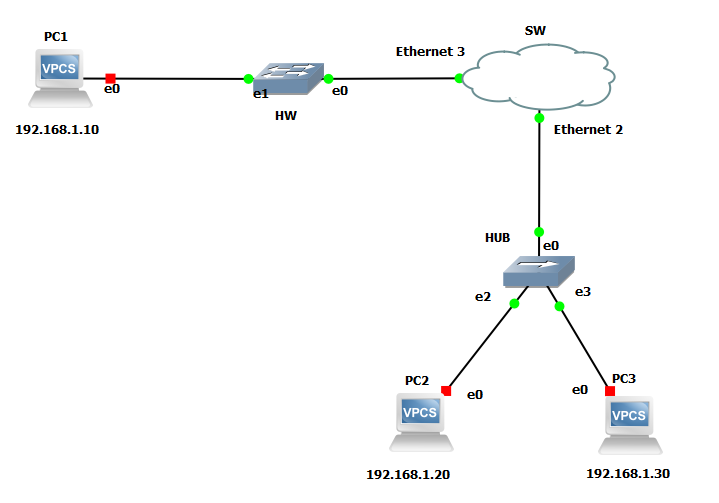 SW
PC1
Ethernet 3
VPCS
e0
e1
e0
HW
192.168.1.10
Ethernet 2
HUB
e0
e2
e3
PC2
e0
e0
PC3
VPCS
VPCS
192.168.1.20
192.168.1.30